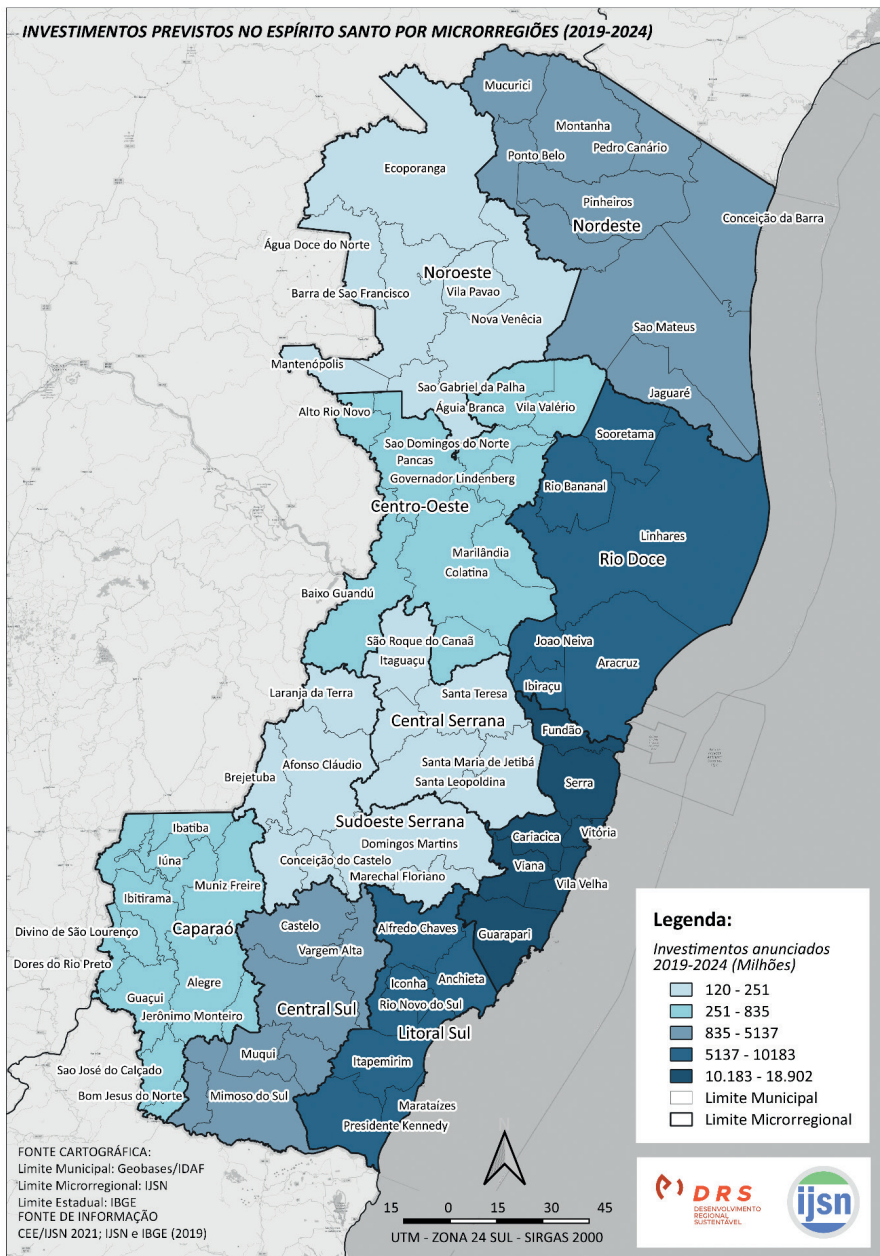 INVESTIMENTOS PREVISTOS NO ESPÍRITO SANTO POR MICRORREGIÕES (2019-2024)
Mucurici
Montanha
Ponto Belo
Pedro Canário
Ecoporanga
Pinheiros
Nordeste
Conceição da Barra
Água Doce do Norte
Noroeste
Vila Pavao
Barra de Sao Francisco
Nova Venêcia
Sao Mateus
Mantenópolis
Sao Gabriel da Palha
Jaguaré
Alto Rio Novo
Águia Branca
Vila Valério
Sooretama
Sao Domingos do Norte
Pancas
Governador Lindenberg
Rio Bananal
Centro-Oeste
Linhares
Marilândia
Rio Doce
Colatina
Baixo Guandú
São Roque do Canaã
Joao Neiva
Itaguaçu
Aracruz
Laranja da Terra
Santa Teresa
Ibiraçu
Central Serrana
Fundão
Afonso Cláudio
Santa Maria de Jetibá
Brejetuba
Santa Leopoldina
Serra
Sudoeste Serrana
Ibatiba
Domingos Martins
Cariacica
Vitória
Iúna
Conceição do Castelo
Viana
Marechal Floriano
Muniz Freire
Vila Velha
Ibitirama
Divino de São Lourenço
Caparaó
Castelo
Alfredo Chaves
Guarapari
Vargem Alta
Dores do Rio Preto
Alegre
Iconha
Anchieta
Guaçui
Central Sul
Rio Novo do Sul
Jerônimo Monteiro
Litoral Sul
Muqui
Itapemirim
Sao José do Calçado
Bom Jesus do Norte
Mimoso do Sul
Marataízes
Presidente Kennedy
Legenda:
Investimentos anunciados
2019-2024 (Milhões)
120 - 251
251 - 835
835 - 5137
5137 - 10183
10.183 - 18.902
Limite Municipal
Limite Microrregional
FONTE CARTOGRÁFICA:
Limite Municipal: Geobases/IDAF
Limite Microrregional: IJSN
Limite Estadual: IBGE
FONTE DE INFORMAÇÃO
CEE/IJSN 2021; IJSN e IBGE (2019)
N
15 0 15 30 45
UTM - ZONA 24 SUL - SIRGAS 2000
DRS
DESENVOLVIMENTO
REGIONAL
SUSTENTÁVEL
ijsn